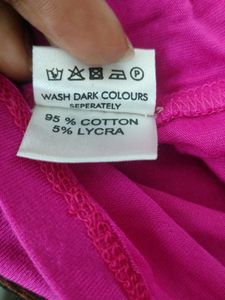 WASH DARK COLOURS
SEPERATELY
95 % COTTON
5% LYCRA